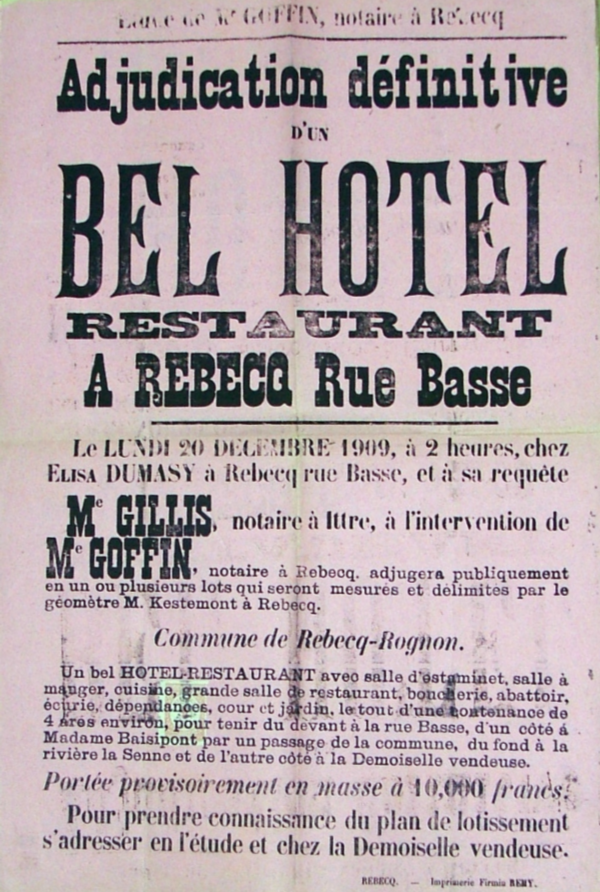 Etude de Me GOFFIN, notaire à Rebecq
Adjudication définitive
D'UN
BEL HOTEL
RESTAURANT
A REBECQ Rue Basse
Le LUNDI 20 DECEMBRE 1909, à 2 heures, chez
ELISA DUMASY à Rebecq rue Basse, et à sa requête
Me GILLIS, notaire à Ittre, à l'intervention de
Me GOFFIN, notaire à Rebecq. adjugera publiquement
en un ou plusieurs lots qui seront mesurés et délimités par le
géomètre M. Kestemont à Rebecq.
Commune de Rebecq-Rognon.
Un bel HOTEL-RESTAURANT avec salle d'estaminet, salle à
manger, cuisine, grande salle de restaurant, boucherie, abattoir,
écurie, dépendances, cour et jardin, le tout d'une contenance de
4 ares environ, pour tenir du devant à la rue Basse, d'un côté á
Madame Baisipont par un passage de la commune, du fond à la
rivière la Senne et de l'autre côté à la Demoiselle vendeuse.
Portée provisoirement en masse à 10,000 francs.
Pour prendre connaissance du plan de lotissement
s'adresser en l'étude et chez la Demoiselle vendeuse.
REBECQ. — Imprimerie Firmin REMY.